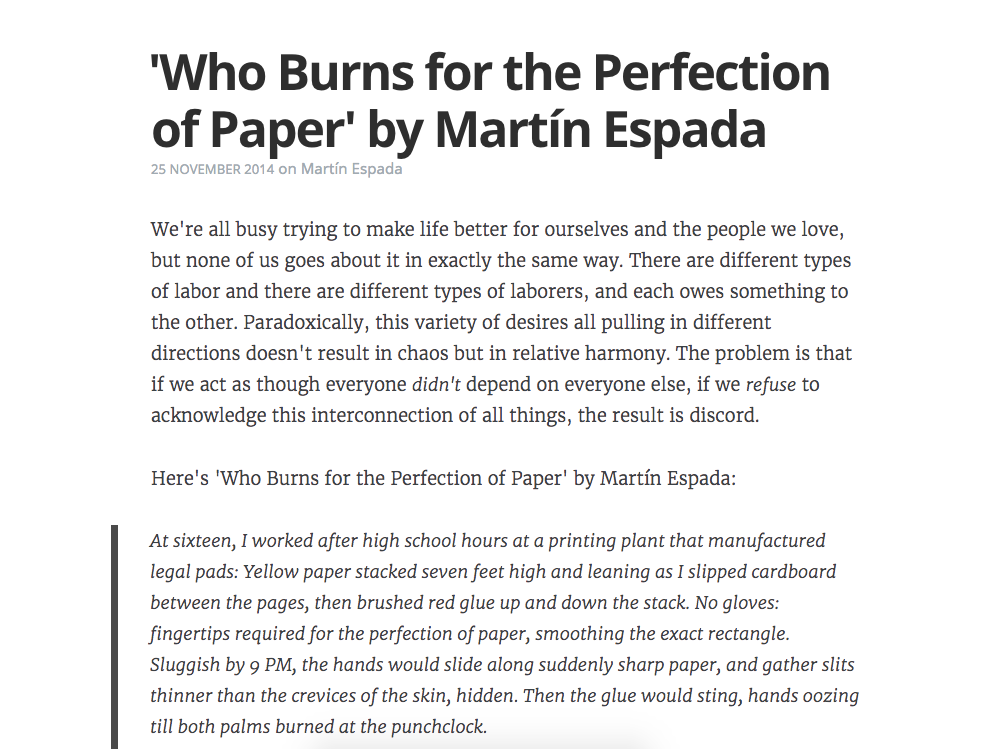 'Who Burns for the Perfection
of Paper' by Martín Espada
25 NOVEMBER 2014 on Martín Espada
We're all busy trying to make life better for ourselves and the people we love,
but none of us goes about it in exactly the same way. There are different types
of labor and there are different types of laborers, and each owes something to
the other. Paradoxically, this variety of desires all pulling in different
directions doesn't result in chaos but in relative harmony. The problem is that
if we act as though everyone didn't depend on everyone else, if we refuse to
acknowledge this interconnection of all things, the result is discord.
Here's 'Who Burns for the Perfection of Paper' by Martín Espada:
At sixteen, I worked after high school hours at a printing plant that manufactured
legal pads: Yellow paper stacked seven feet high and leaning as I slipped cardboard
between the pages, then brushed red glue up and down the stack. No gloves:
fingertips required for the perfection of paper, smoothing the exact rectangle.
Sluggish by 9 PM, the hands would slide along suddenly sharp paper, and gather slits
thinner than the crevices of the skin, hidden. Then the glue would sting, hands oozing
till both palms burned at the punchclock.